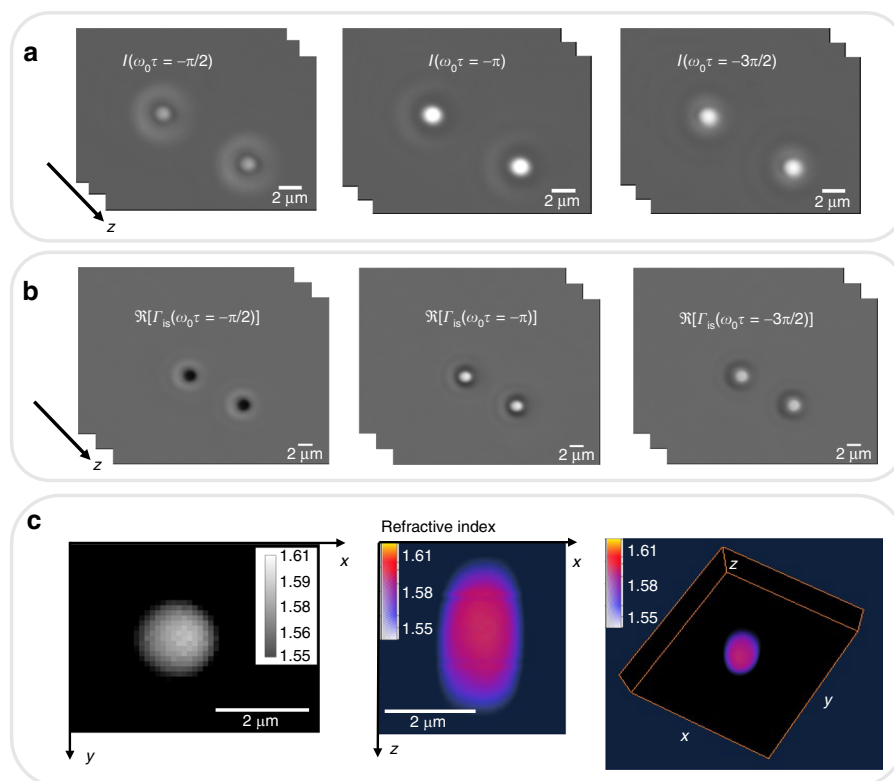 a
I(ω₀τ = −π/2)
I(ω₀τ = −π)
I(ω₀τ = −3π/2)
2 μm
2 μm
2 μm
z
b
ℜ[Γis(ω₀τ = −π/2)]
ℜ[Γis(ω₀τ = −π)]
ℜ[Γis(ω₀τ = −3π/2)]
2 μm
2 μm
2 μm
z
c
x
1.61
1.59
1.58
1.56
1.55
2 μm
y
Refractive index
x
1.61
1.58
1.55
2 μm
z
1.61
1.58
1.55
z
y
x